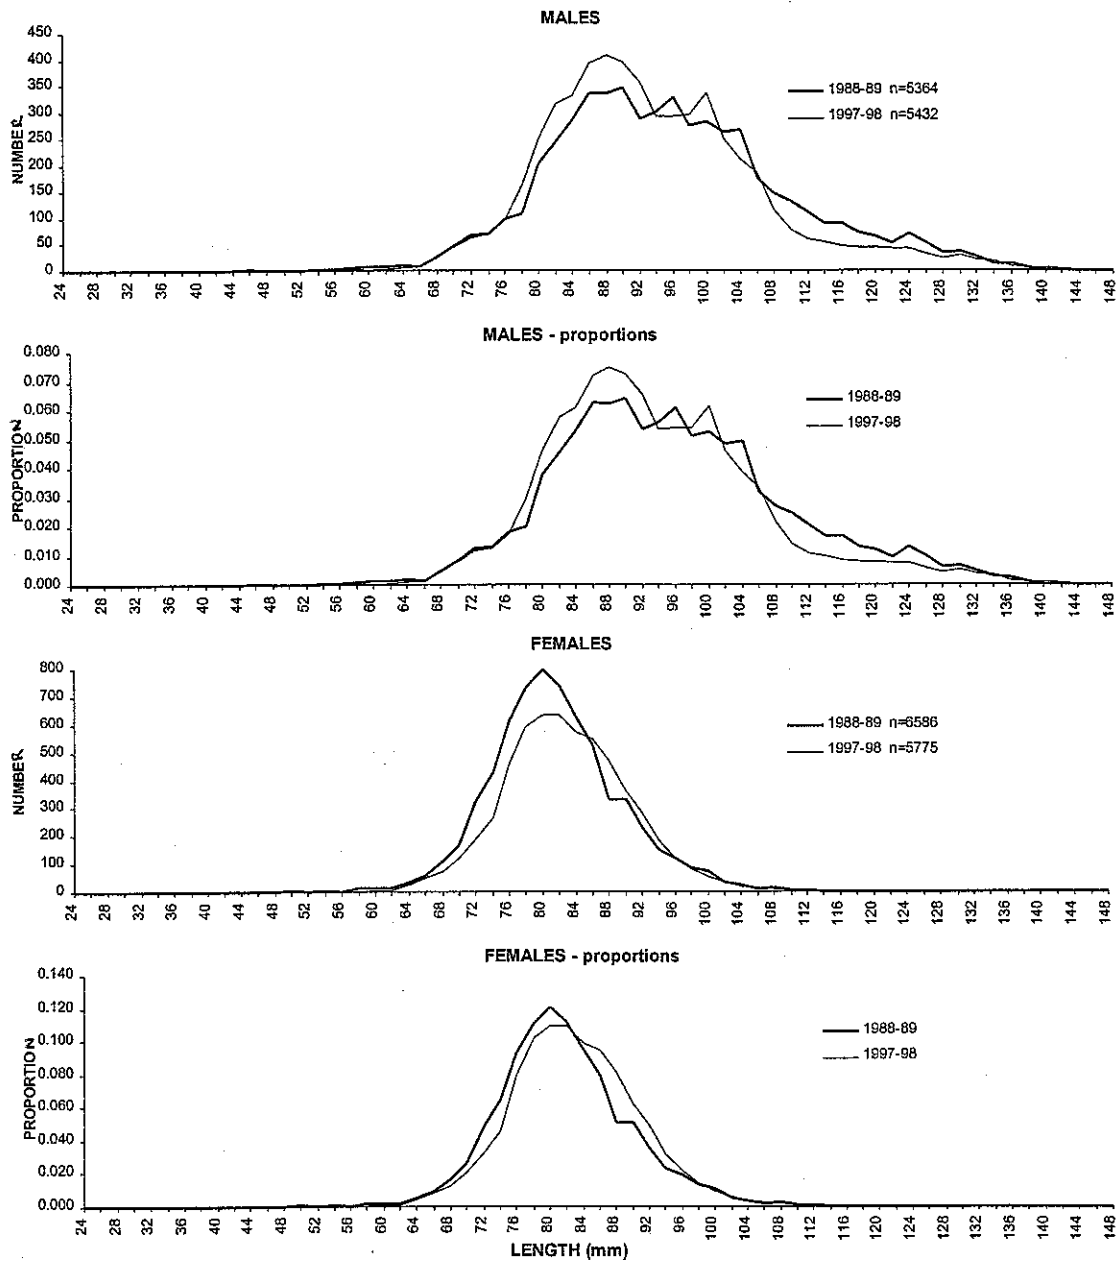 MALES
450
400
350
300
250
200
150
100
50
0
NUMBER
1988-89 n=5364
1997-98 n=5432
24 28 32 36 40 44 48 52 56 60 64 68 72 76 80 84 88 92 96 100 104 108 112 116 120 124 128 132 136 140 144 148
MALES - proportions
0.080
0.070
0.060
0.050
0.040
0.030
0.020
0.010
0.000
PROPORTION
1988-89
1997-98
24 28 32 36 40 44 48 52 56 60 64 68 72 76 80 84 88 92 96 100 104 108 112 116 120 124 128 132 136 140 144 148
FEMALES
800
700
600
500
400
300
200
100
0
NUMBER
1988-89 n=6586
1997-98 n=5775
24 28 32 36 40 44 48 52 56 60 64 68 72 76 80 84 88 92 96 100 104 108 112 116 120 124 128 132 136 140 144 148
FEMALES - proportions
0.140
0.120
0.100
0.080
0.060
0.040
0.020
0.000
PROPORTION
1988-89
1997-98
24 28 32 36 40 44 48 52 56 60 64 68 72 76 80 84 88 92 96 100 104 108 112 116 120 124 128 132 136 140 144 148
LENGTH (mm)